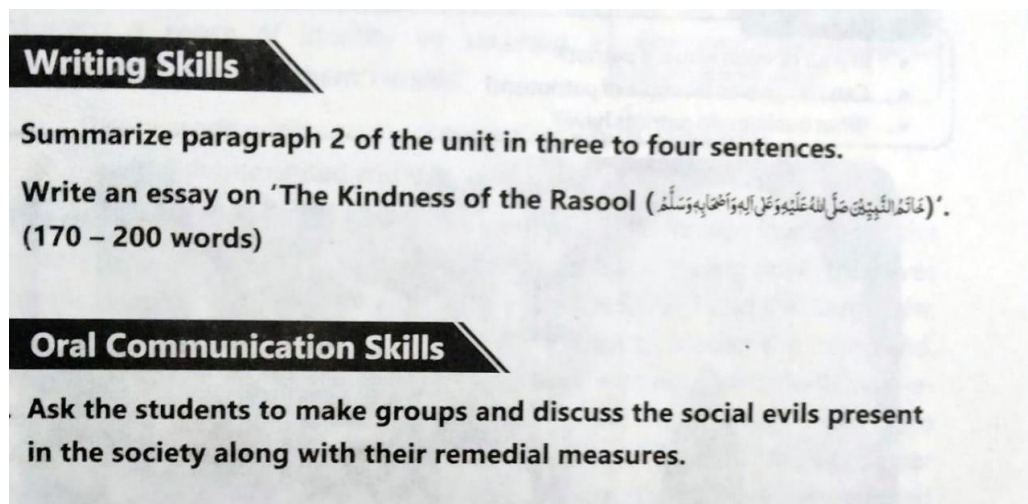 Writing Skills
Summarize paragraph 2 of the unit in three to four sentences.
Write an essay on ‘The Kindness of the Rasool (خَاتَمُ النَّبِيِّيْنَ صَلَّى اللهُ عَلَيْهِ وَعَلٰى آلِهٖ وَأَصْحَابِهٖ وَسَلَّمَ)’.
(170 – 200 words)
Oral Communication Skills
Ask the students to make groups and discuss the social evils present
in the society along with their remedial measures.